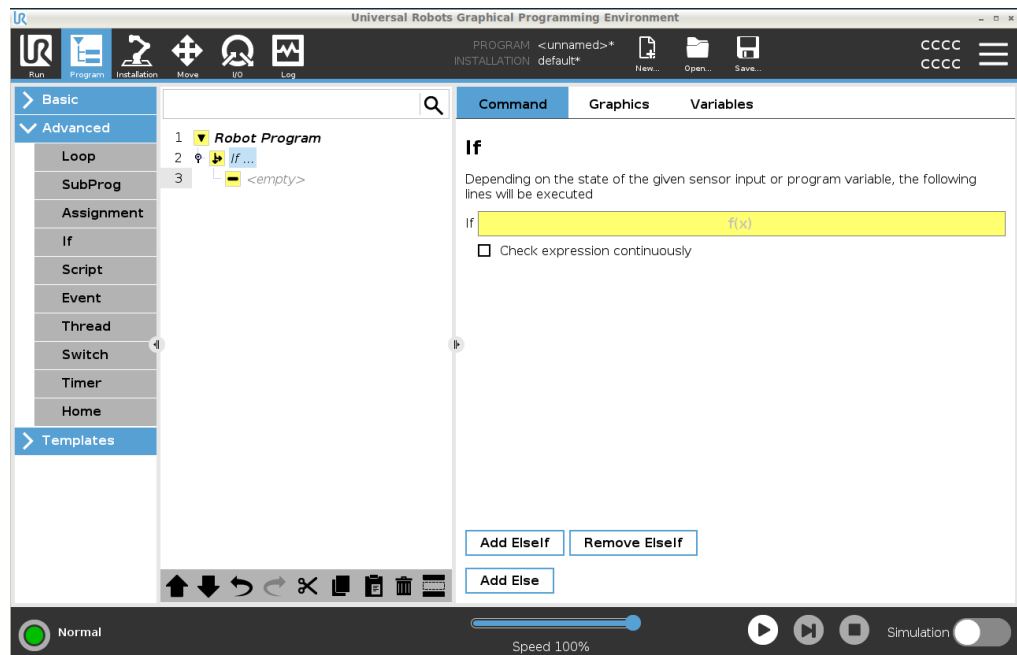 Universal Robots Graphical Programming Environment
Run
Program
Installation
Move
I/O
Log
PROGRAM <unnamed>*
INSTALLATION default*
New...
Open...
Save...
CCCC
CCCC
Basic
Advanced
Loop
SubProg
Assignment
If
Script
Event
Thread
Switch
Timer
Home
Templates
1 Robot Program
2 If ...
3 <empty>
Command Graphics Variables
If
Depending on the state of the given sensor input or program variable, the following
lines will be executed
If f(x)
Check expression continuously
Add ElseIf Remove ElseIf
Add Else
Normal
Speed 100%
Simulation